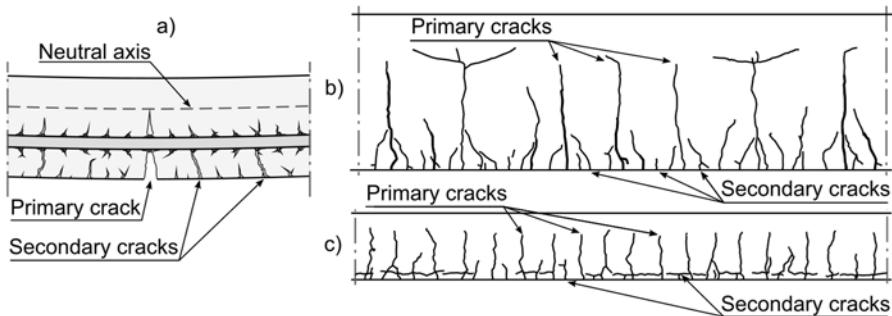 a)
Neutral axis
Primary crack
Secondary cracks
Primary cracks
b)
Secondary cracks
Primary cracks
c)
Secondary cracks